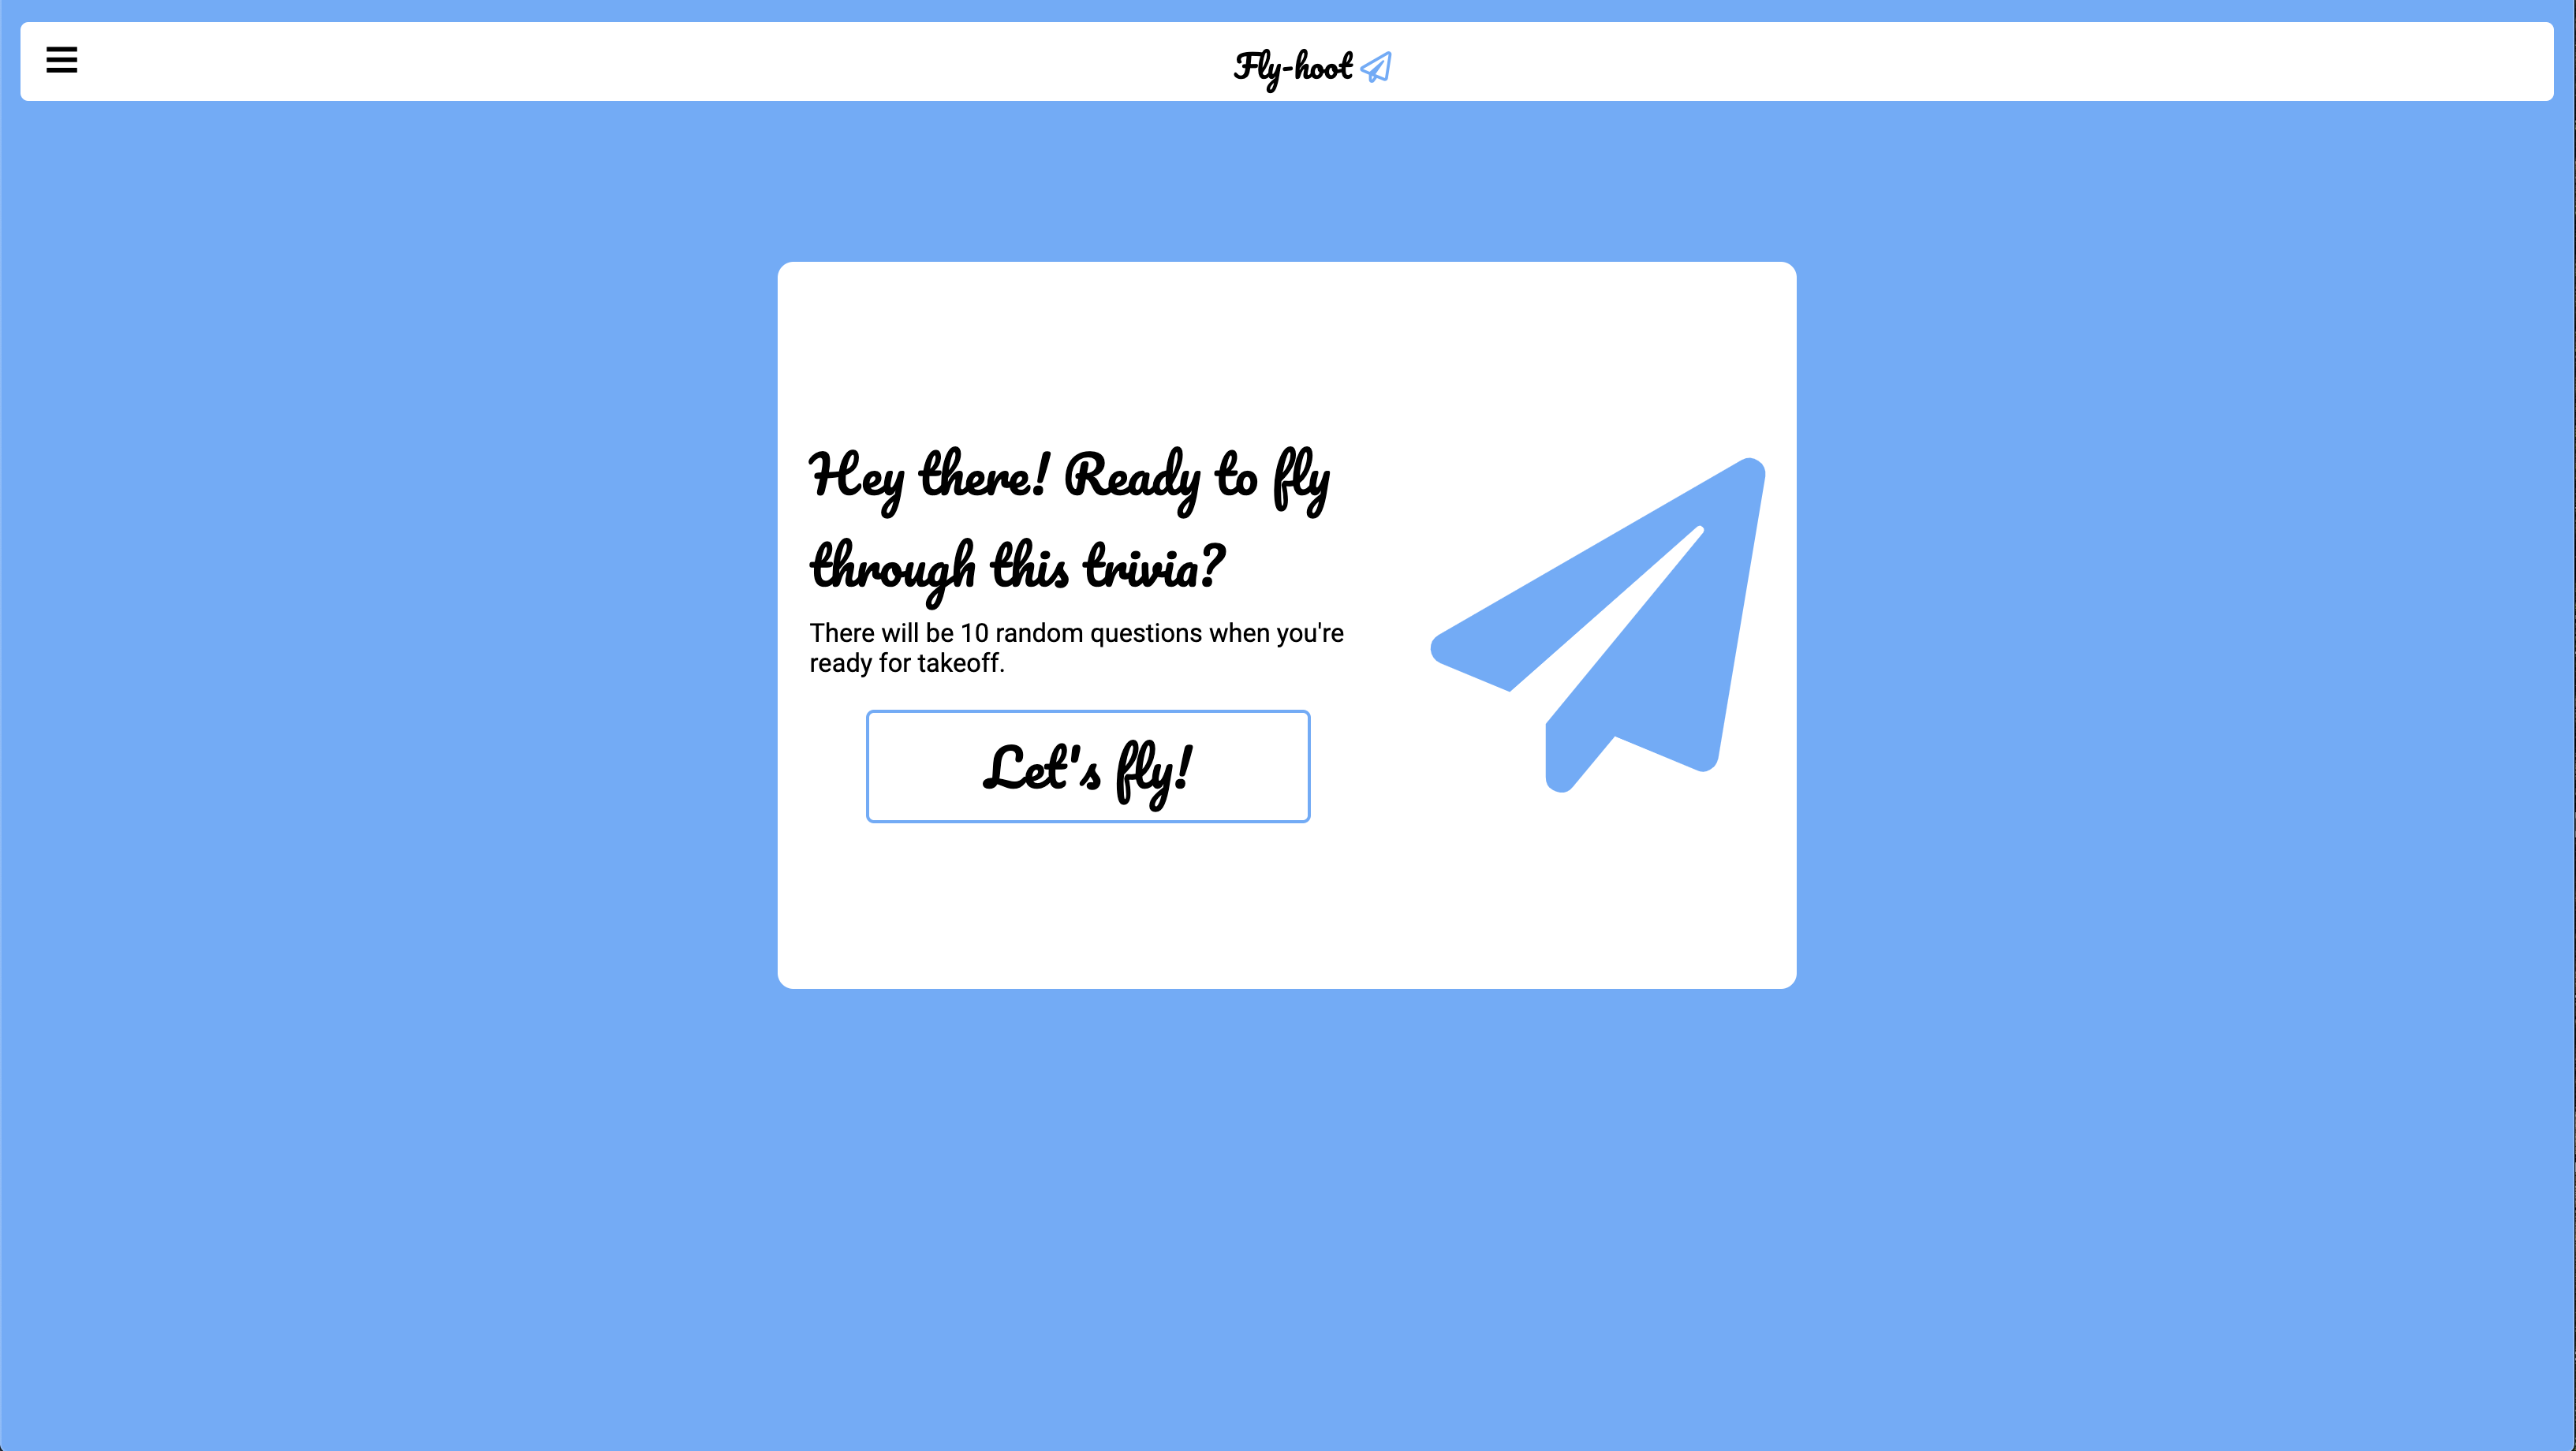 Fly-hoot
Hey there! Ready to fly
through this trivia?
There will be 10 random questions when you're
ready for takeoff.
Let's fly!